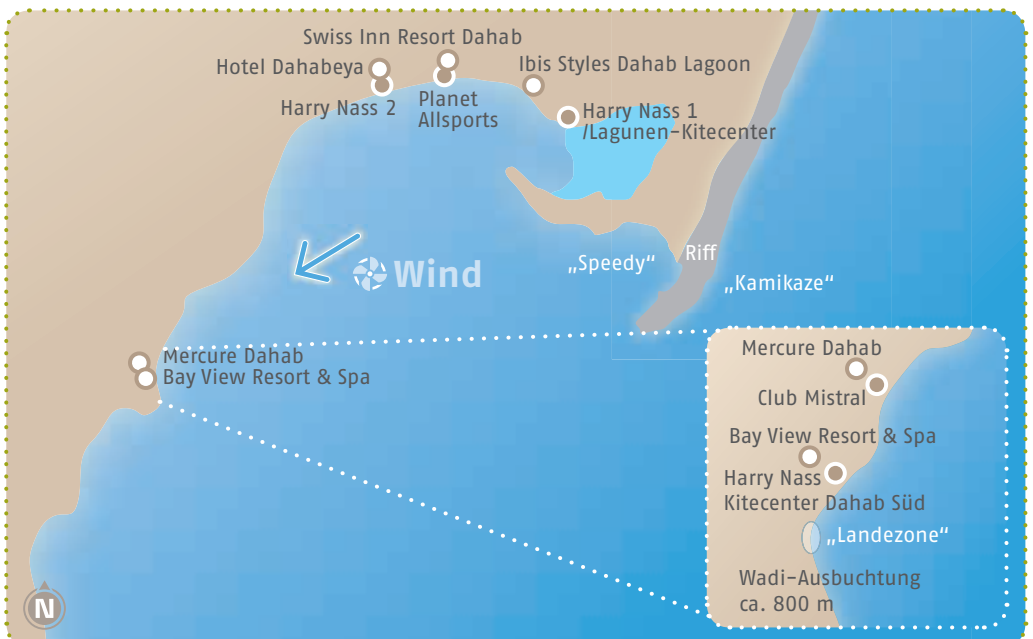 Swiss Inn Resort Dahab
Hotel Dahabeya
Ibis Styles Dahab Lagoon
Harry Nass 2
Planet
Allsports
Harry Nass 1
/Lagunen-Kitecenter
„Speedy“
Riff
„Kamikaze“
Wind
Mercure Dahab
Bay View Resort & Spa
Mercure Dahab
Club Mistral
Bay View Resort & Spa
Harry Nass
Kitecenter Dahab Süd
„Landezone“
Wadi-Ausbuchtung
ca. 800 m
N